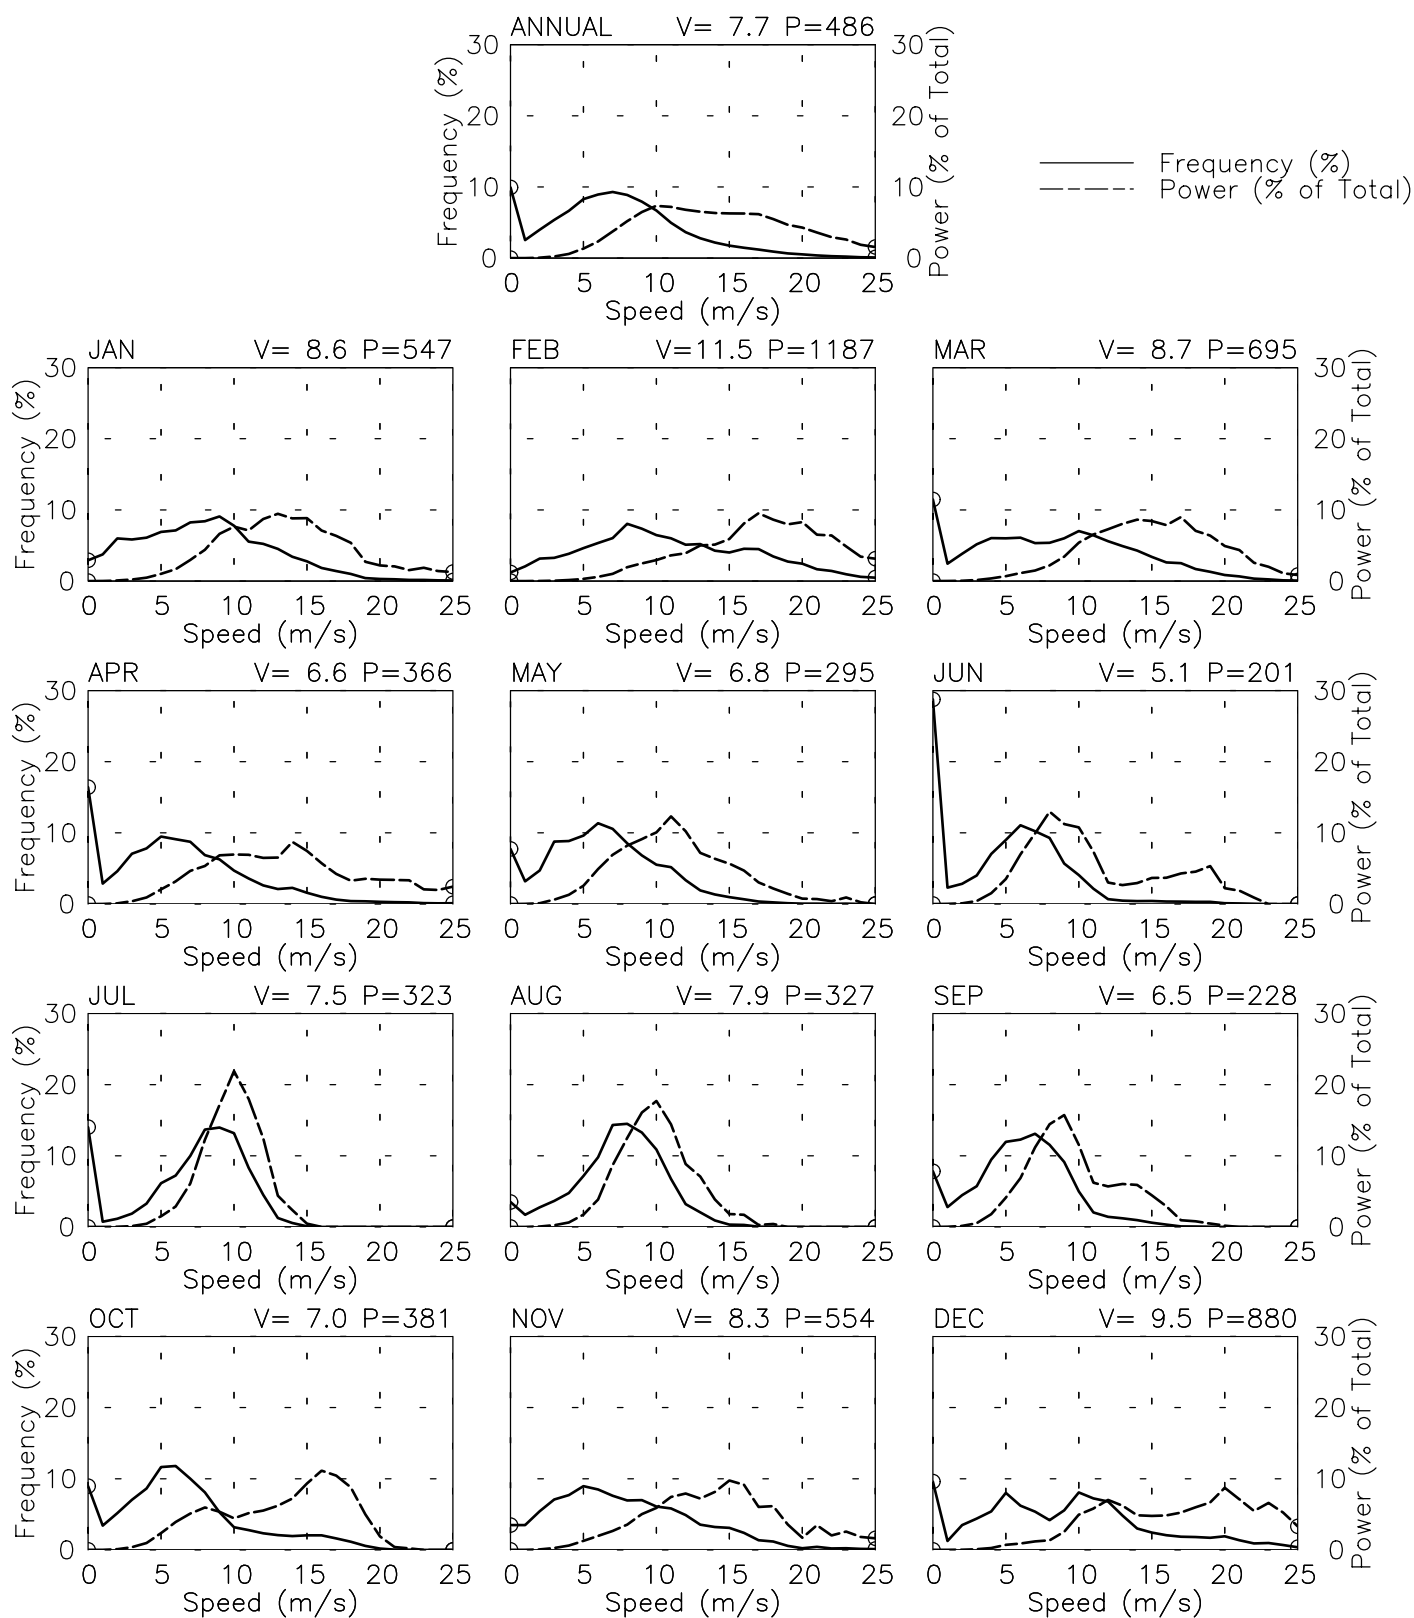 ANNUAL V= 7.7 P=486
30 30
20 20
10 10
0 0
Frequency (%)
Power (% of Total)
0 5 10 15 20 25
Speed (m/s)
Frequency (%)
Power (% of Total)
JAN V= 8.6 P=547
FEB V=11.5 P=1187
MAR V= 8.7 P=695
30 30
20 20
10 10
0 0
Frequency (%)
Power (% of Total)
0 5 10 15 20 25
0 5 10 15 20 25
0 5 10 15 20 25
Speed (m/s)
Speed (m/s)
Speed (m/s)
APR V= 6.6 P=366
MAY V= 6.8 P=295
JUN V= 5.1 P=201
30 30
20 20
10 10
0 0
Frequency (%)
Power (% of Total)
0 5 10 15 20 25
0 5 10 15 20 25
0 5 10 15 20 25
Speed (m/s)
Speed (m/s)
Speed (m/s)
JUL V= 7.5 P=323
AUG V= 7.9 P=327
SEP V= 6.5 P=228
30 30
20 20
10 10
0 0
Frequency (%)
Power (% of Total)
0 5 10 15 20 25
0 5 10 15 20 25
0 5 10 15 20 25
Speed (m/s)
Speed (m/s)
Speed (m/s)
OCT V= 7.0 P=381
NOV V= 8.3 P=554
DEC V= 9.5 P=880
30 30
20 20
10 10
0 0
Frequency (%)
Power (% of Total)
0 5 10 15 20 25
0 5 10 15 20 25
0 5 10 15 20 25
Speed (m/s)
Speed (m/s)
Speed (m/s)